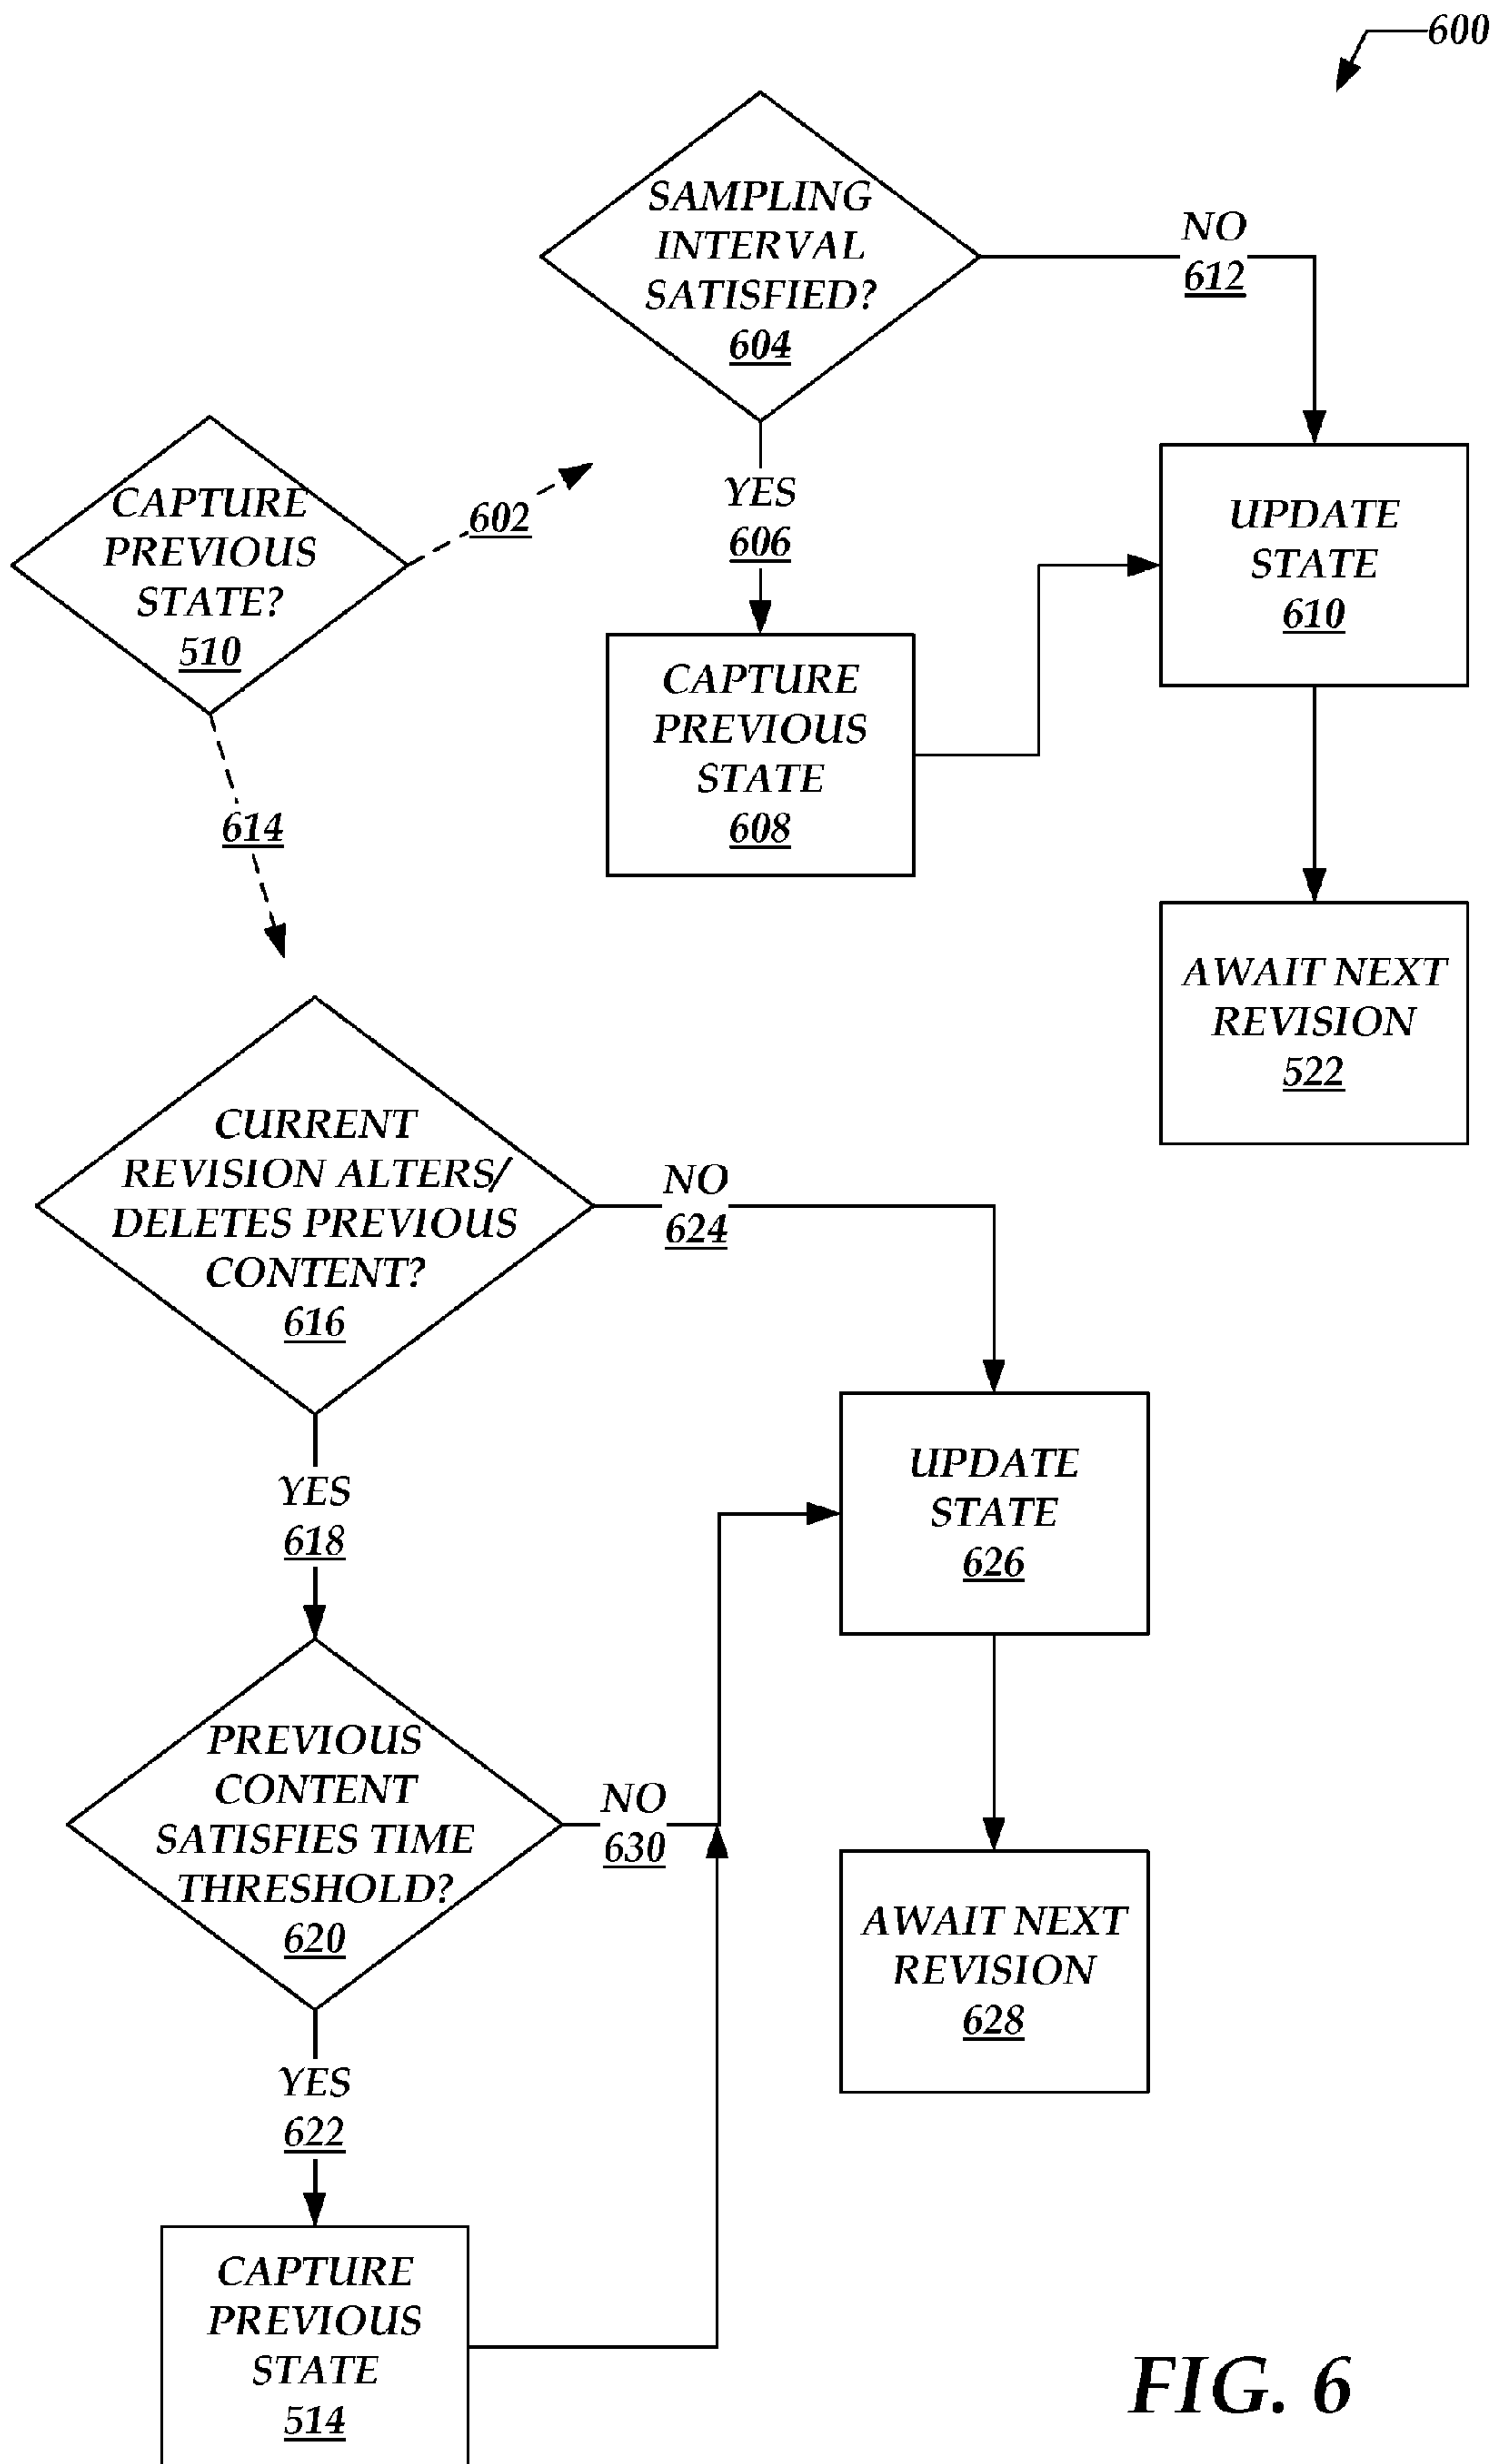 600
SAMPLING
INTERVAL
SATISFIED?
604
NO
612
YES
606
CAPTURE
PREVIOUS
STATE?
510
602
UPDATE
STATE
610
CAPTURE
PREVIOUS
STATE
608
614
AWAIT NEXT
REVISION
522
CURRENT
REVISION ALTERS/
DELETES PREVIOUS
CONTENT?
616
NO
624
YES
618
UPDATE
STATE
626
PREVIOUS
CONTENT
SATISFIES TIME
THRESHOLD?
620
NO
630
AWAIT NEXT
REVISION
628
YES
622
CAPTURE
PREVIOUS
STATE
514
FIG. 6